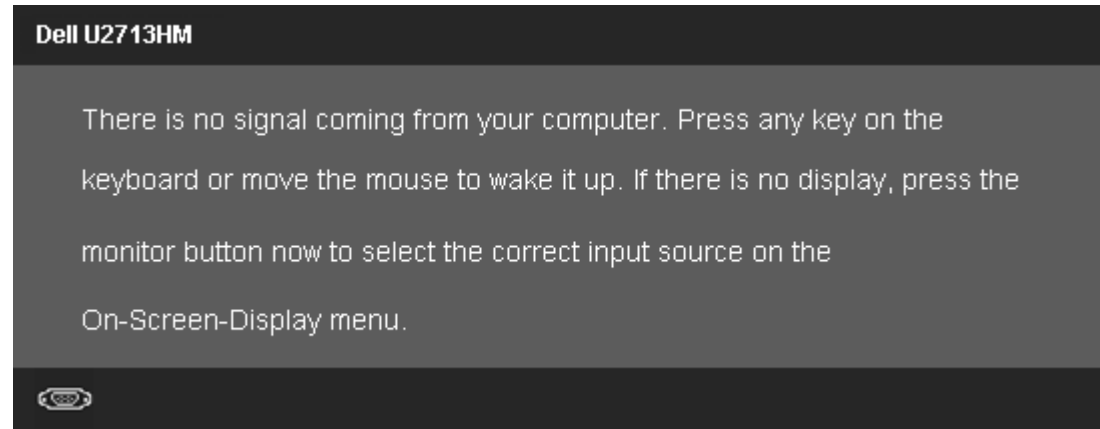 Dell U2713HM
There is no signal coming from your computer. Press any key on the
keyboard or move the mouse to wake it up. If there is no display, press the
monitor button now to select the correct input source on the
On-Screen-Display menu.